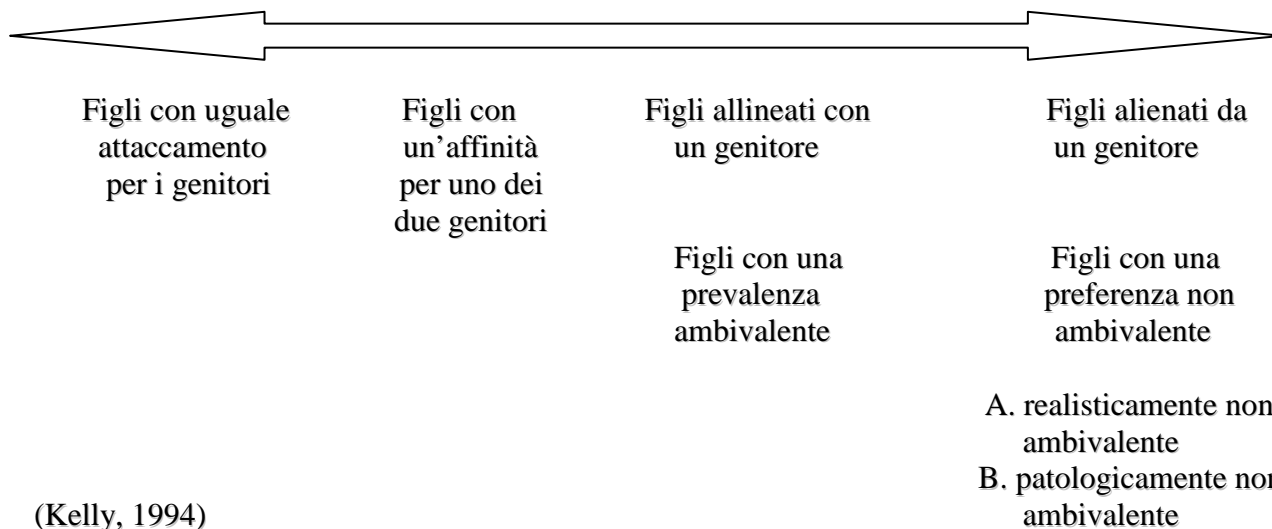 Figli con uguale
attaccamento
per i genitori
Figli con
un'affinità
per uno dei
due genitori
Figli allineati con
un genitore
Figli alienati da
un genitore
Figli con una
prevalenza
ambivalente
Figli con una
preferenza non
ambivalente
A. realisticamente non
ambivalente
B. patologicamente non
ambivalente
(Kelly, 1994)